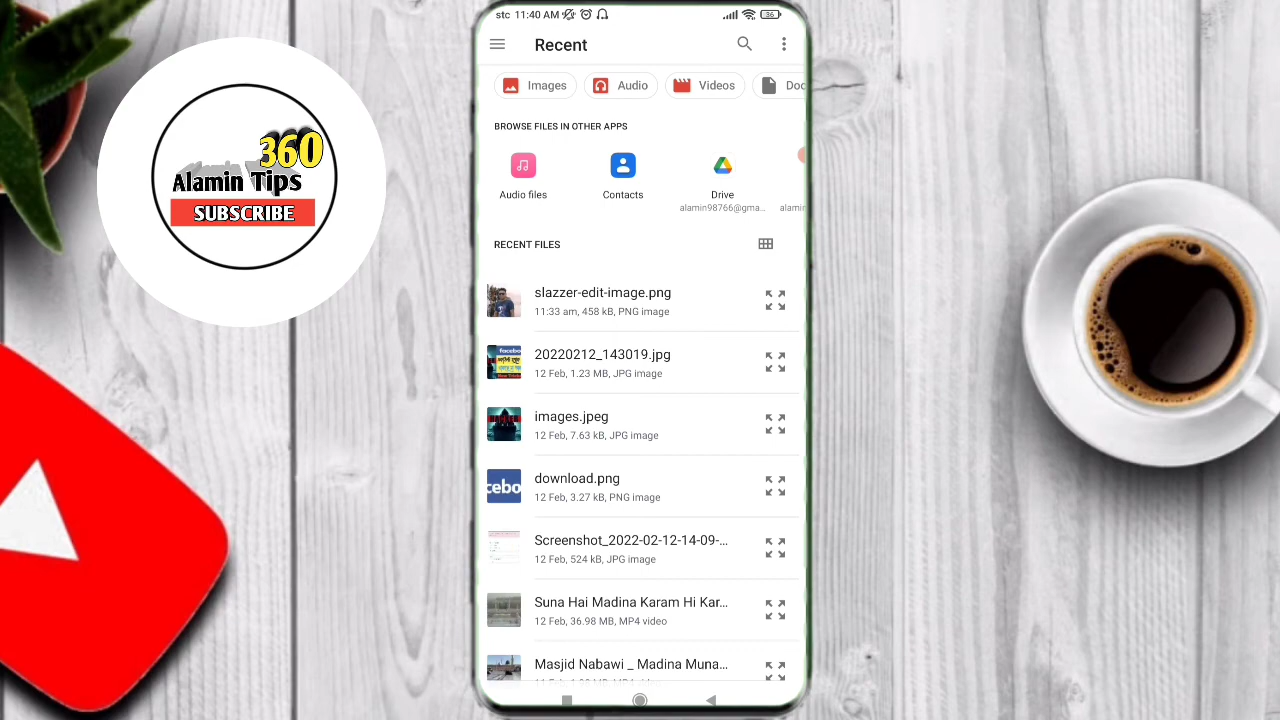 360
Alamin Tips
SUBSCRIBE
stc 11:40 AM
36
Recent
Images
Audio
Videos
Doc
BROWSE FILES IN OTHER APPS
Audio files
Contacts
Drive
alamin98766@gma...
alamin
RECENT FILES
slazzer-edit-image.png
11:33 am, 458 kB, PNG image
20220212_143019.jpg
12 Feb, 1.23 MB, JPG image
images.jpeg
12 Feb, 7.63 kB, JPG image
download.png
12 Feb, 3.27 kB, PNG image
Screenshot_2022-02-12-14-09-...
12 Feb, 524 kB, JPG image
Suna Hai Madina Karam Hi Kar...
12 Feb, 36.98 MB, MP4 video
Masjid Nabawi _ Madina Muna...